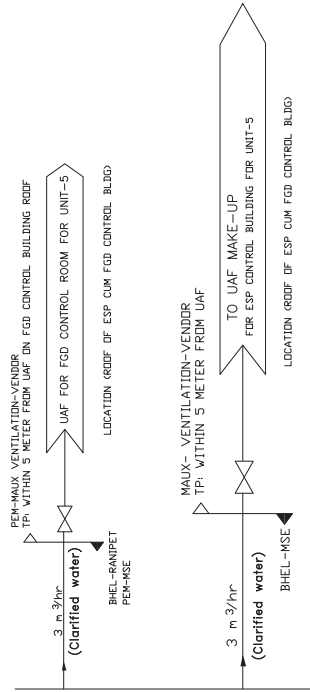 PEM-MAUX VENTILATION-VENDOR
TP: WITHIN 5 METER FROM UAF ON FGD CONTROL BUILDING ROOF
UAF FOR FGD CONTROL ROOM FOR UNIT-5
LOCATION (ROOF OF ESP CUM FGD CONTROL BLDG)
3 m³/hr
(Clarified water)
BHEL-RANIPET
PEM-MSE
MAUX- VENTILATION-VENDOR
TP: WITHIN 5 METER FROM UAF
TO UAF MAKE-UP
FOR ESP CONTROL BUILDING FOR UNIT-5
LOCATION (ROOF OF ESP CUM FGD CONTROL BLDG)
3 m³/hr
(Clarified water)
BHEL-MSE